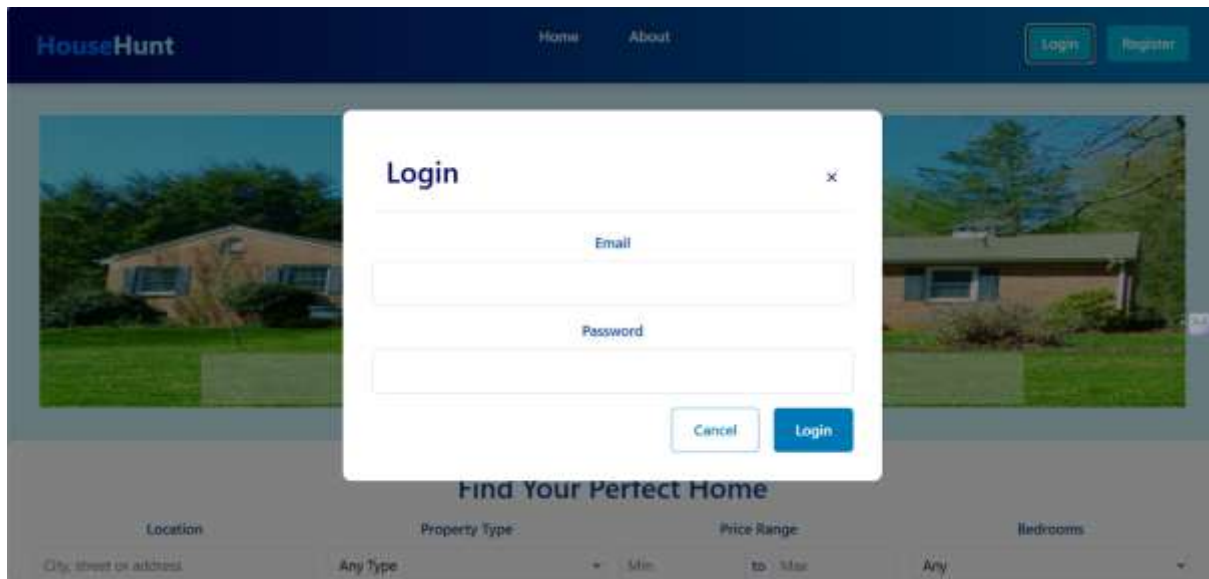 HouseHunt
Home About
Login Register
Login ×
Email
Password
Cancel Login
Find Your Perfect Home
Location Property Type Price Range Bedrooms
City, street or address Any Type Min to Max Any